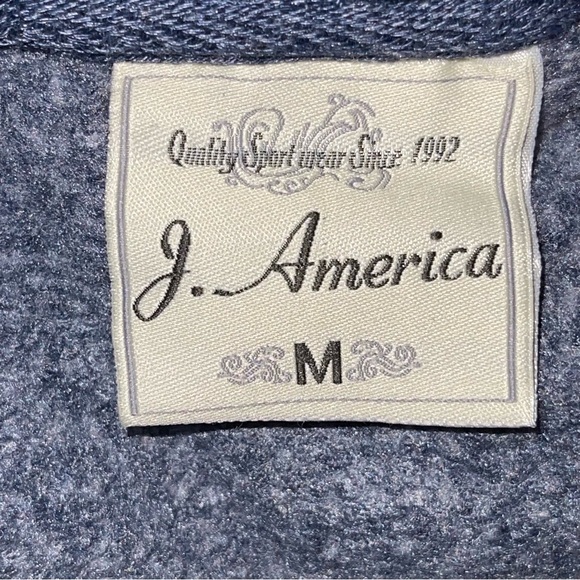 Quality Sportwear Since 1992
J. America
M